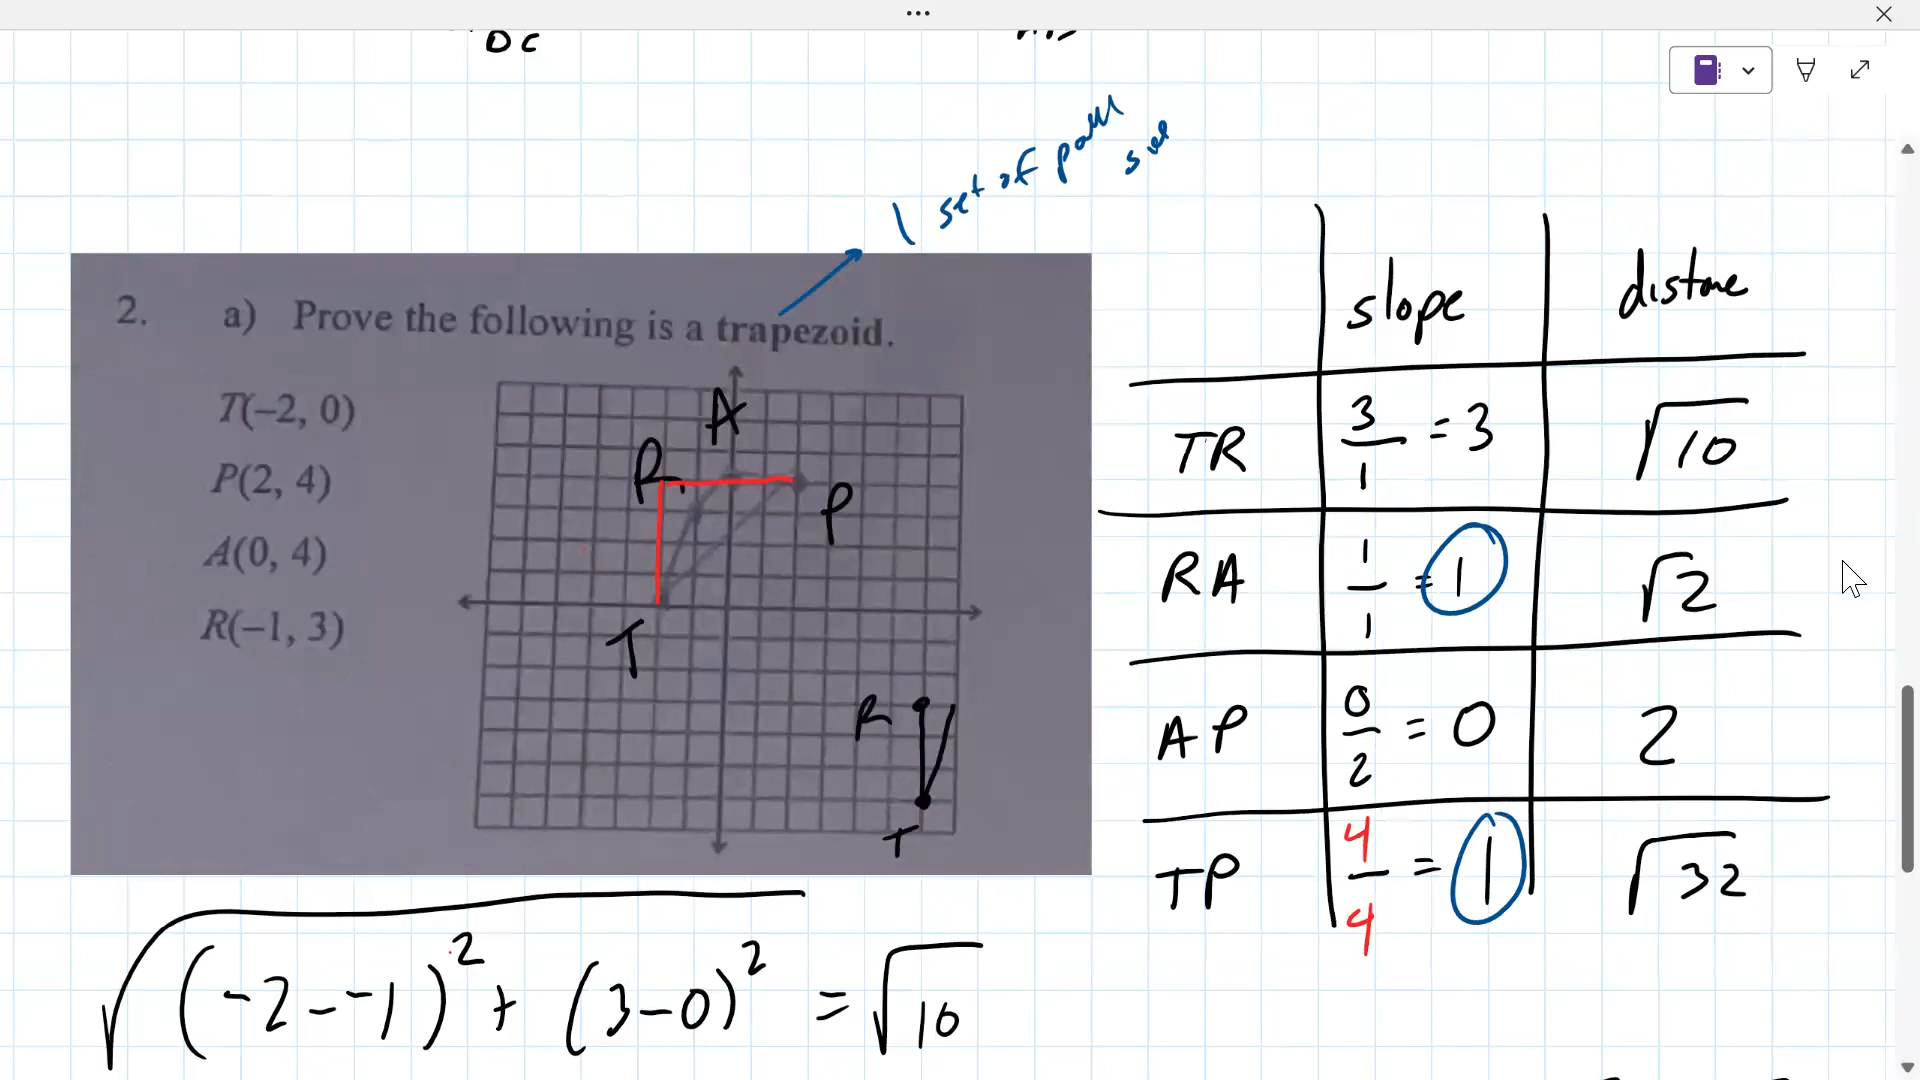 DC
1 set of parll
2. a) Prove the following is a trapezoid.
T(–2, 0)
P(2, 4)
A(0, 4)
R(–1, 3)
A
R
P
T
R
T
slope distance
TR 3/1 = 3 √10
RA 1/1 = 1 √2
AP 0/2 = 0 2
TP 4/4 = 1 √32
√(-2--1)² + (3-0)² = √10